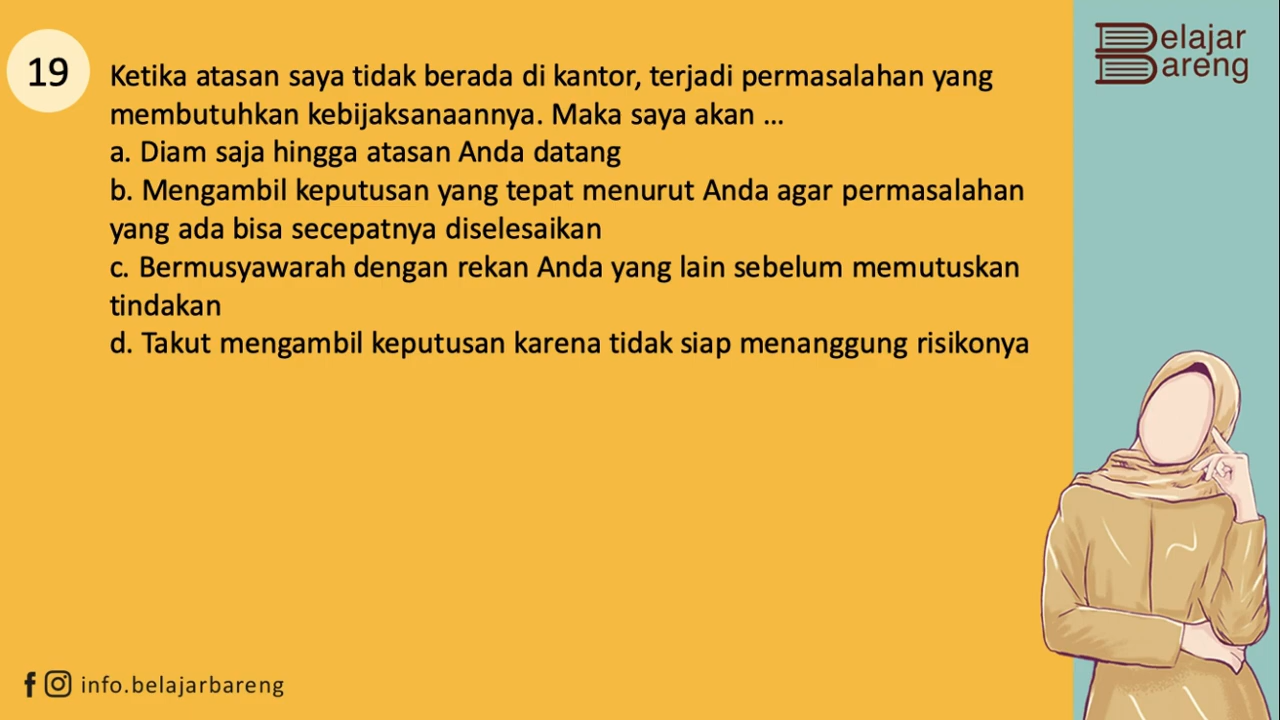 19
Ketika atasan saya tidak berada di kantor, terjadi permasalahan yang
membutuhkan kebijaksanaannya. Maka saya akan ...
a. Diam saja hingga atasan Anda datang
b. Mengambil keputusan yang tepat menurut Anda agar permasalahan
yang ada bisa secepatnya diselesaikan
c. Bermusyawarah dengan rekan Anda yang lain sebelum memutuskan
tindakan
d. Takut mengambil keputusan karena tidak siap menanggung risikonya
Belajar
Bareng
info.belajarbareng